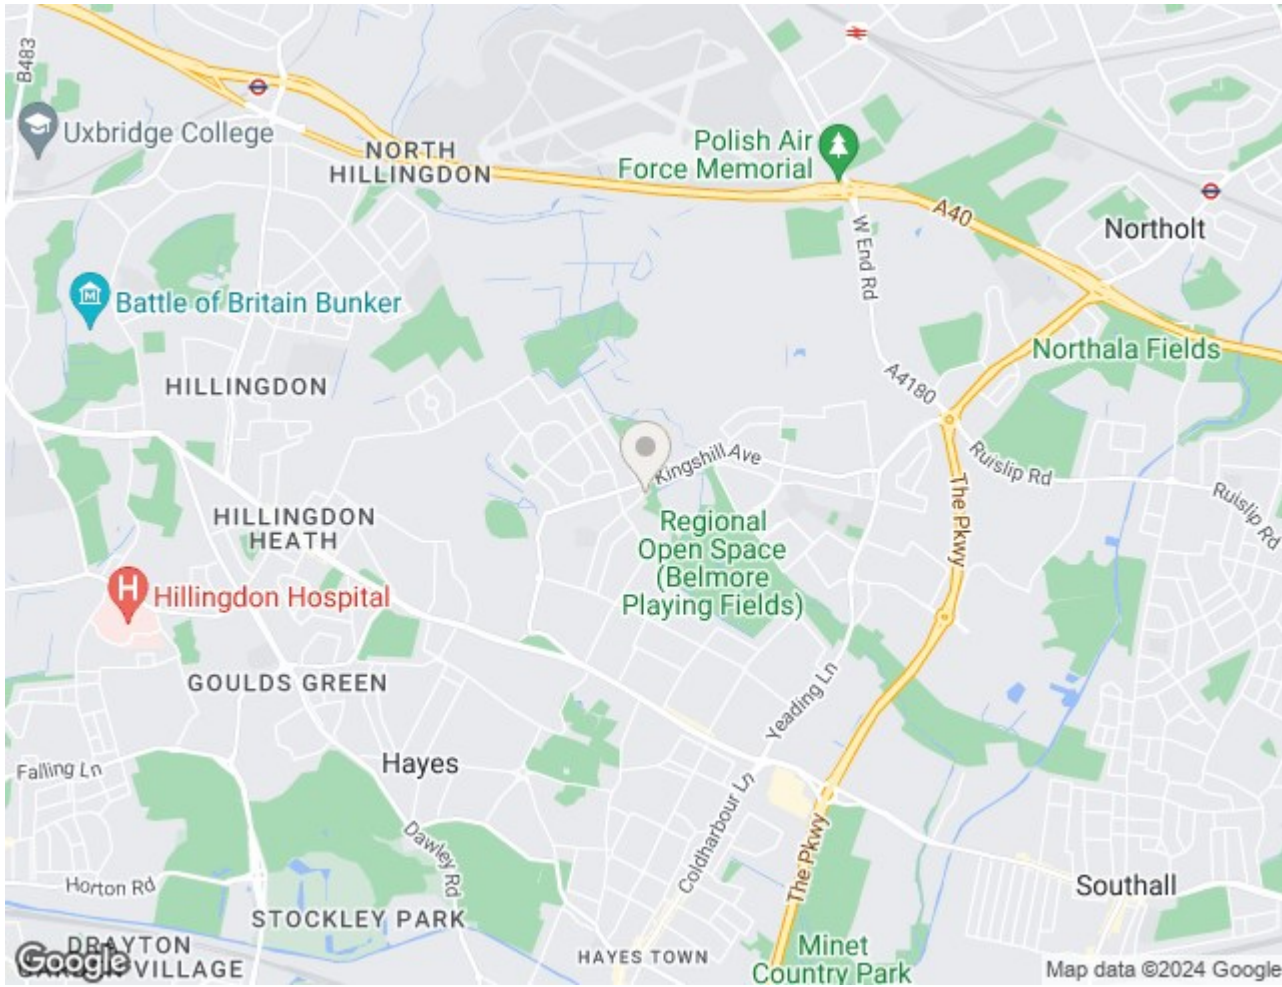 B483
Uxbridge College
NORTH
HILLINGDON
Polish Air
Force Memorial
A40
W End Rd
Northolt
Battle of Britain Bunker
Northala Fields
HILLINGDON
A4180
Kingshill Ave
Ruislip Rd
The Pkwy
Ruislip Rd
HILLINGDON
HEATH
Regional
Open Space
(Belmore
Playing Fields)
H
Hillingdon Hospital
GOULDS GREEN
Yeading Ln
Falling Ln
Hayes
Coldharbour Ln
Dawley Rd
The Pkwy
Horton Rd
Southall
STOCKLEY PARK
HAYES TOWN
Minet
Country Park
DRAYTON
VILLAGE
Google
Map data ©2024 Google
M